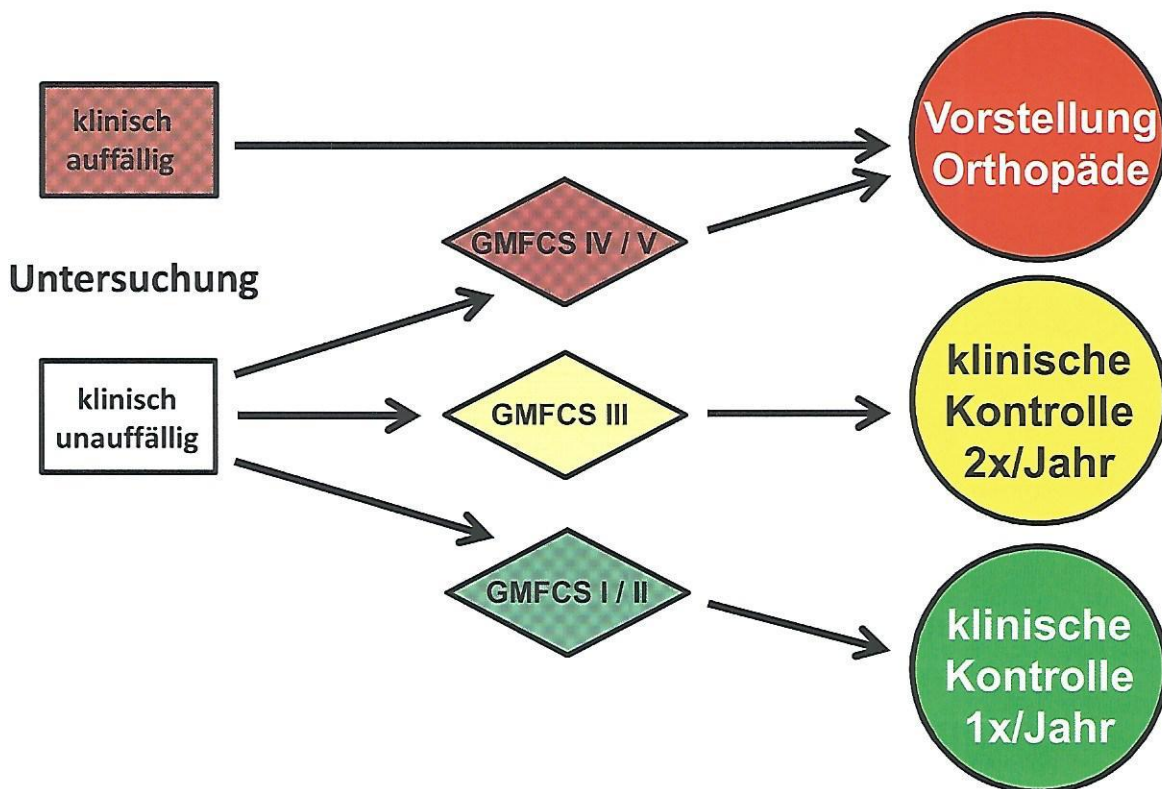 klinisch
auffällig
Vorstellung
Orthopäde
GMFCS IV / V
Untersuchung
klinisch
unauffällig
GMFCS III
klinische
Kontrolle
2x/Jahr
GMFCS I / II
klinische
Kontrolle
1x/Jahr